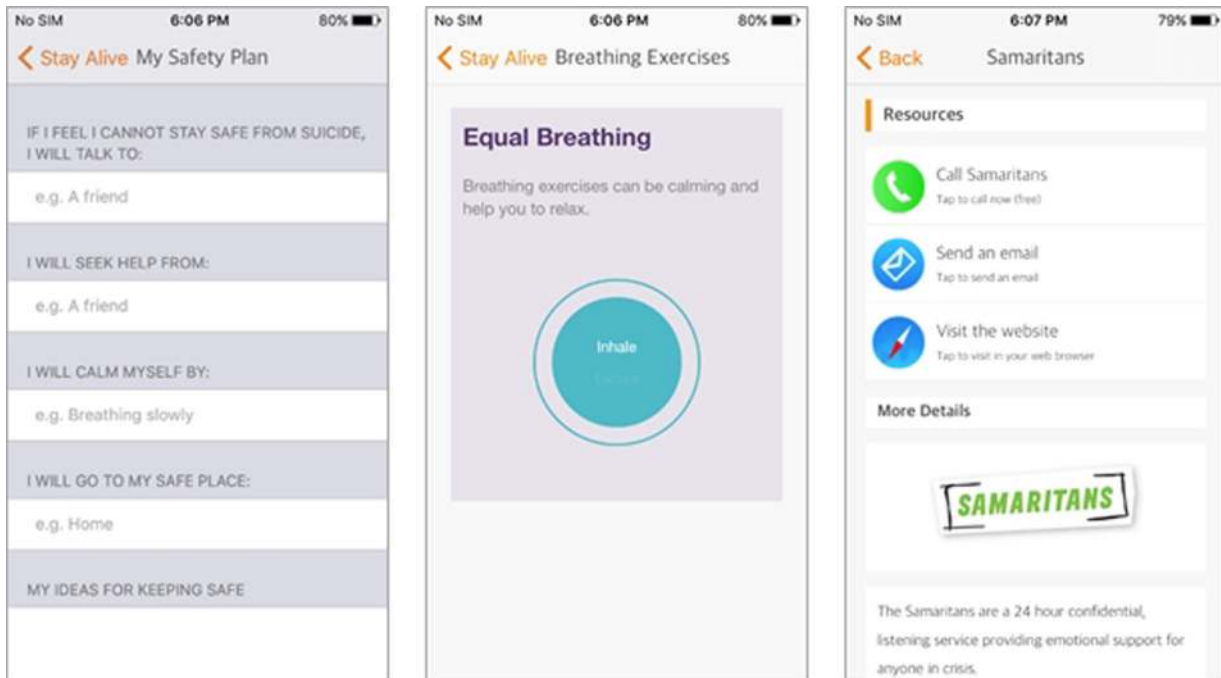 No SIM 6:06 PM 80%
Stay Alive My Safety Plan
IF I FEEL I CANNOT STAY SAFE FROM SUICIDE,
I WILL TALK TO:
e.g. A friend
I WILL SEEK HELP FROM:
e.g. A friend
I WILL CALM MYSELF BY:
e.g. Breathing slowly
I WILL GO TO MY SAFE PLACE:
e.g. Home
MY IDEAS FOR KEEPING SAFE
No SIM 6:06 PM 80%
Stay Alive Breathing Exercises
Equal Breathing
Breathing exercises can be calming and
help you to relax.
Inhale
No SIM 6:07 PM 79%
Back Samaritans
Resources
Call Samaritans
Tap to call now (free)
Send an email
Tap to send an email
Visit the website
Tap to visit in your web browser
More Details
SAMARITANS
The Samaritans are a 24 hour confidential,
listening service providing emotional support for
anyone in crisis.